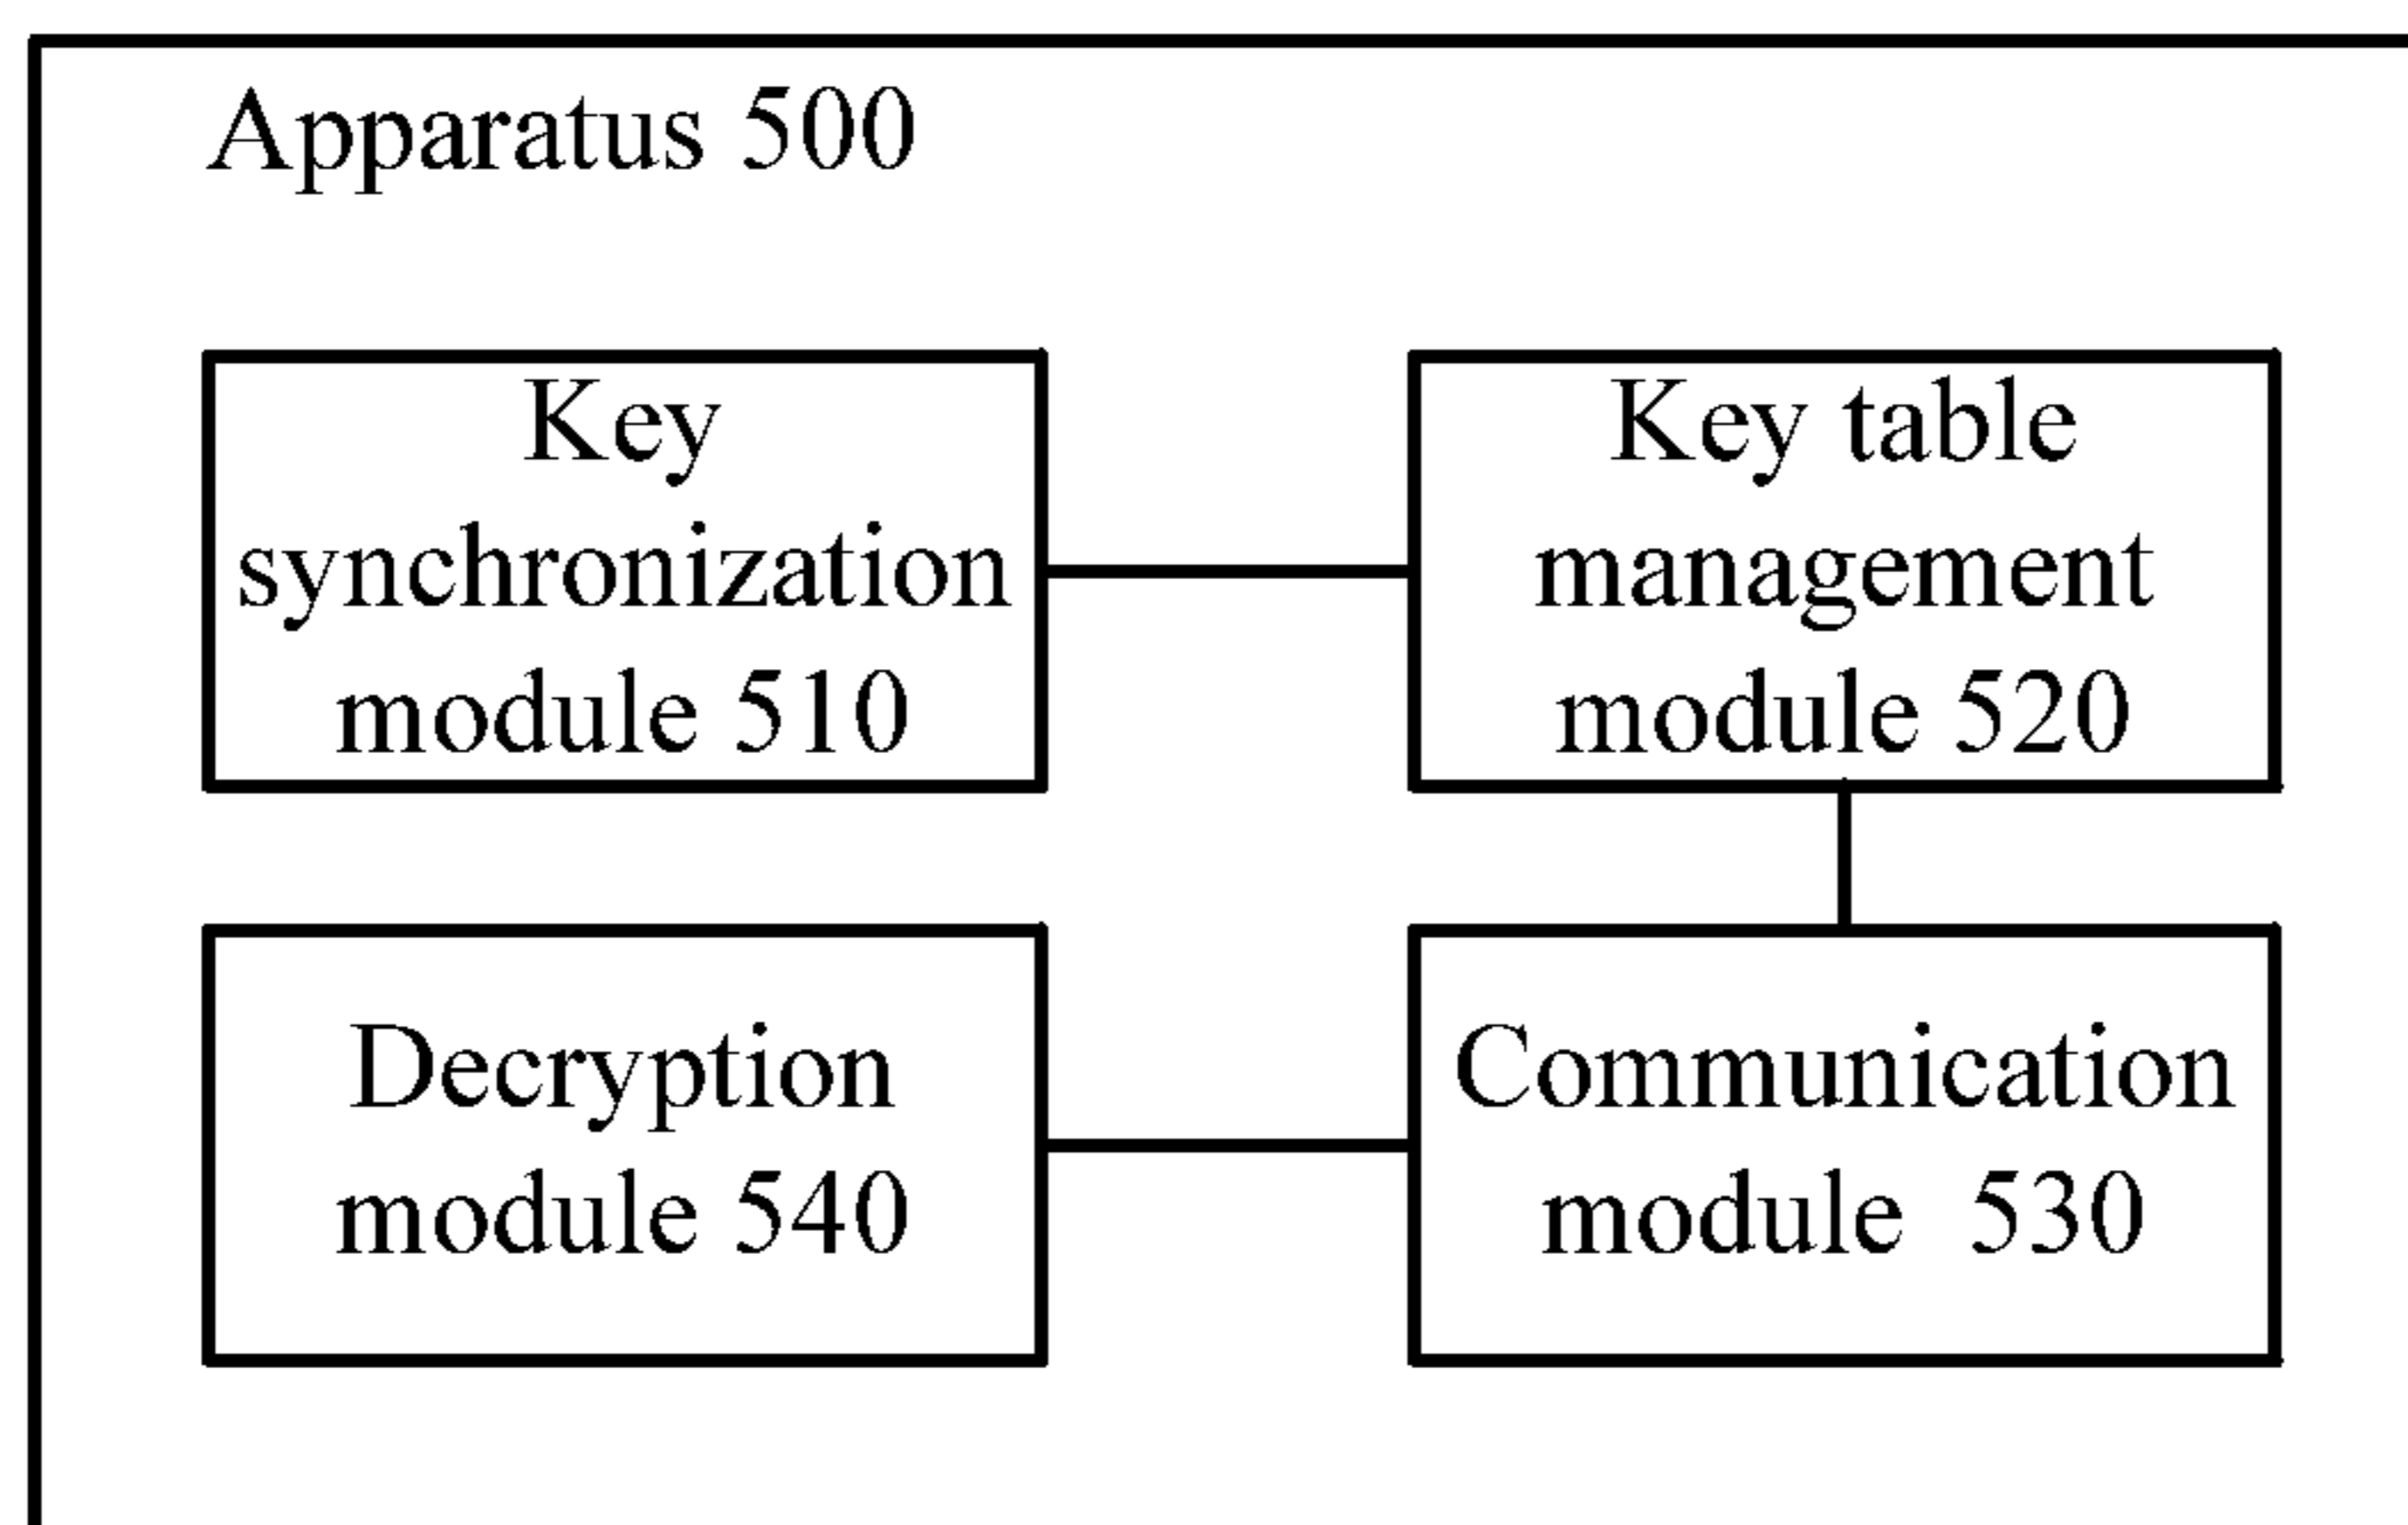 Apparatus 500
Key
synchronization
module 510
Key table
management
module 520
Decryption
module 540
Communication
module 530